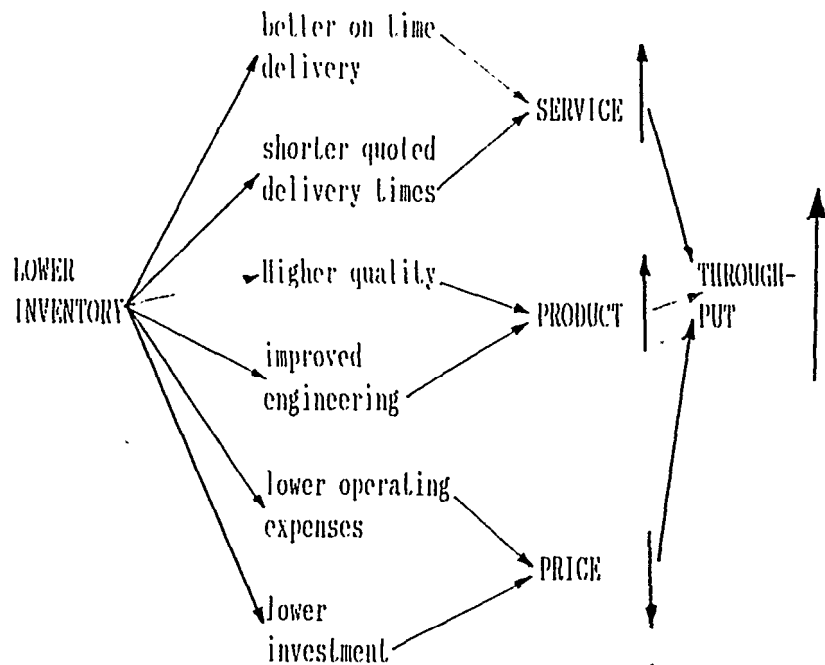 better on time
delivery
SERVICE
shorter quoted
delivery times
LOWER
INVENTORY
Higher quality
PRODUCT
THROUGH-
PUT
improved
engineering
lower operating
expenses
PRICE
lower
investment